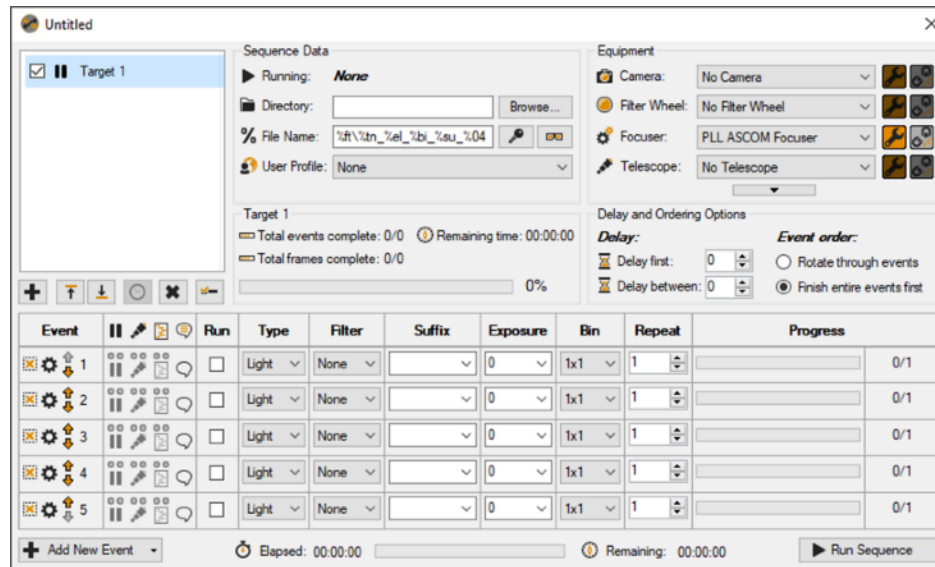 Untitled
Target 1
Sequence Data
Running: None
Directory: Browse...
File Name: %ft\%tn_%el_%bi_%su_%04
User Profile: None
Equipment
Camera: No Camera
Filter Wheel: No Filter Wheel
Focuser: PLL ASCOM Focuser
Telescope: No Telescope
Target 1
Total events complete: 0/0 Remaining time: 00:00:00
Total frames complete: 0/0
0%
Delay and Ordering Options
Delay: Event order:
Delay first: 0 Rotate through events
Delay between: 0 Finish entire events first
Event Run Type Filter Suffix Exposure Bin Repeat Progress
1 Light None 0 1x1 1 0/1
2 Light None 0 1x1 1 0/1
3 Light None 0 1x1 1 0/1
4 Light None 0 1x1 1 0/1
5 Light None 0 1x1 1 0/1
Add New Event Elapsed: 00:00:00 Remaining: 00:00:00 Run Sequence